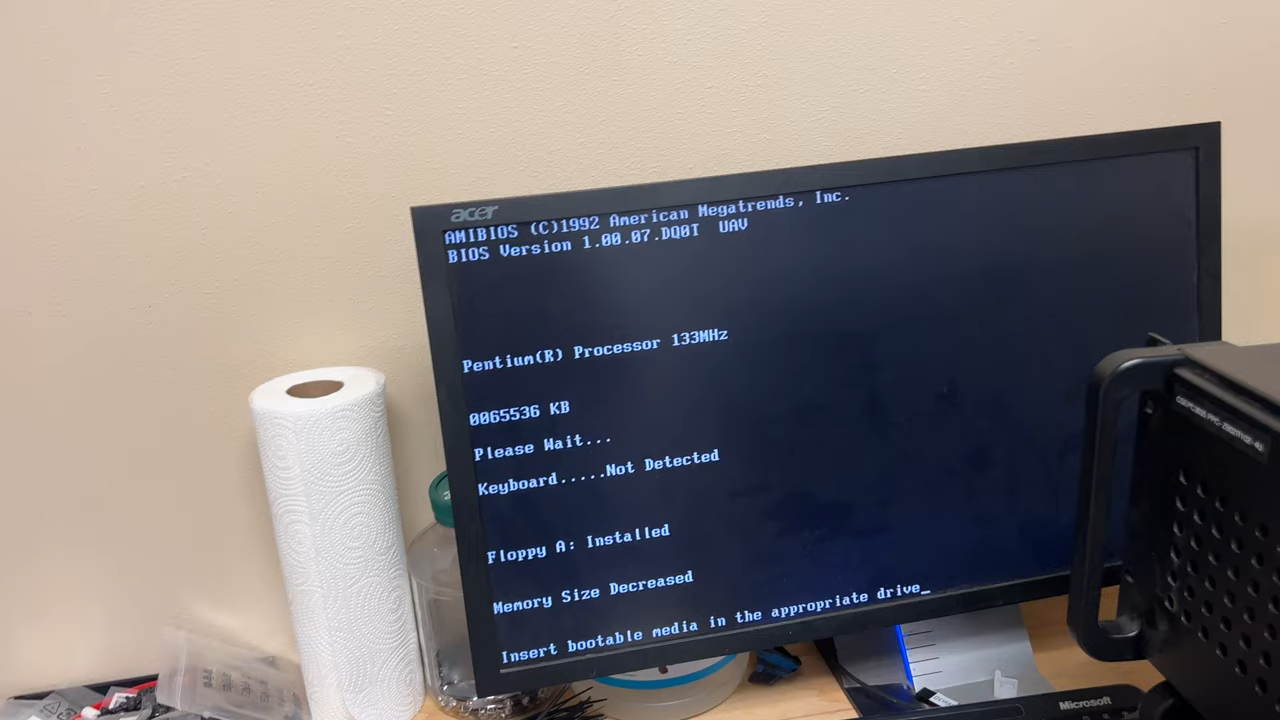 acer
AMIBIOS (C)1992 American Megatrends, Inc.
BIOS Version 1.00.07.DQ0T UAV
Pentium(R) Processor 133MHz
0065536 KB
Please Wait...
Keyboard.....Not Detected
Floppy A: Installed
Memory Size Decreased
Insert bootable media in the appropriate drive_
Microsoft